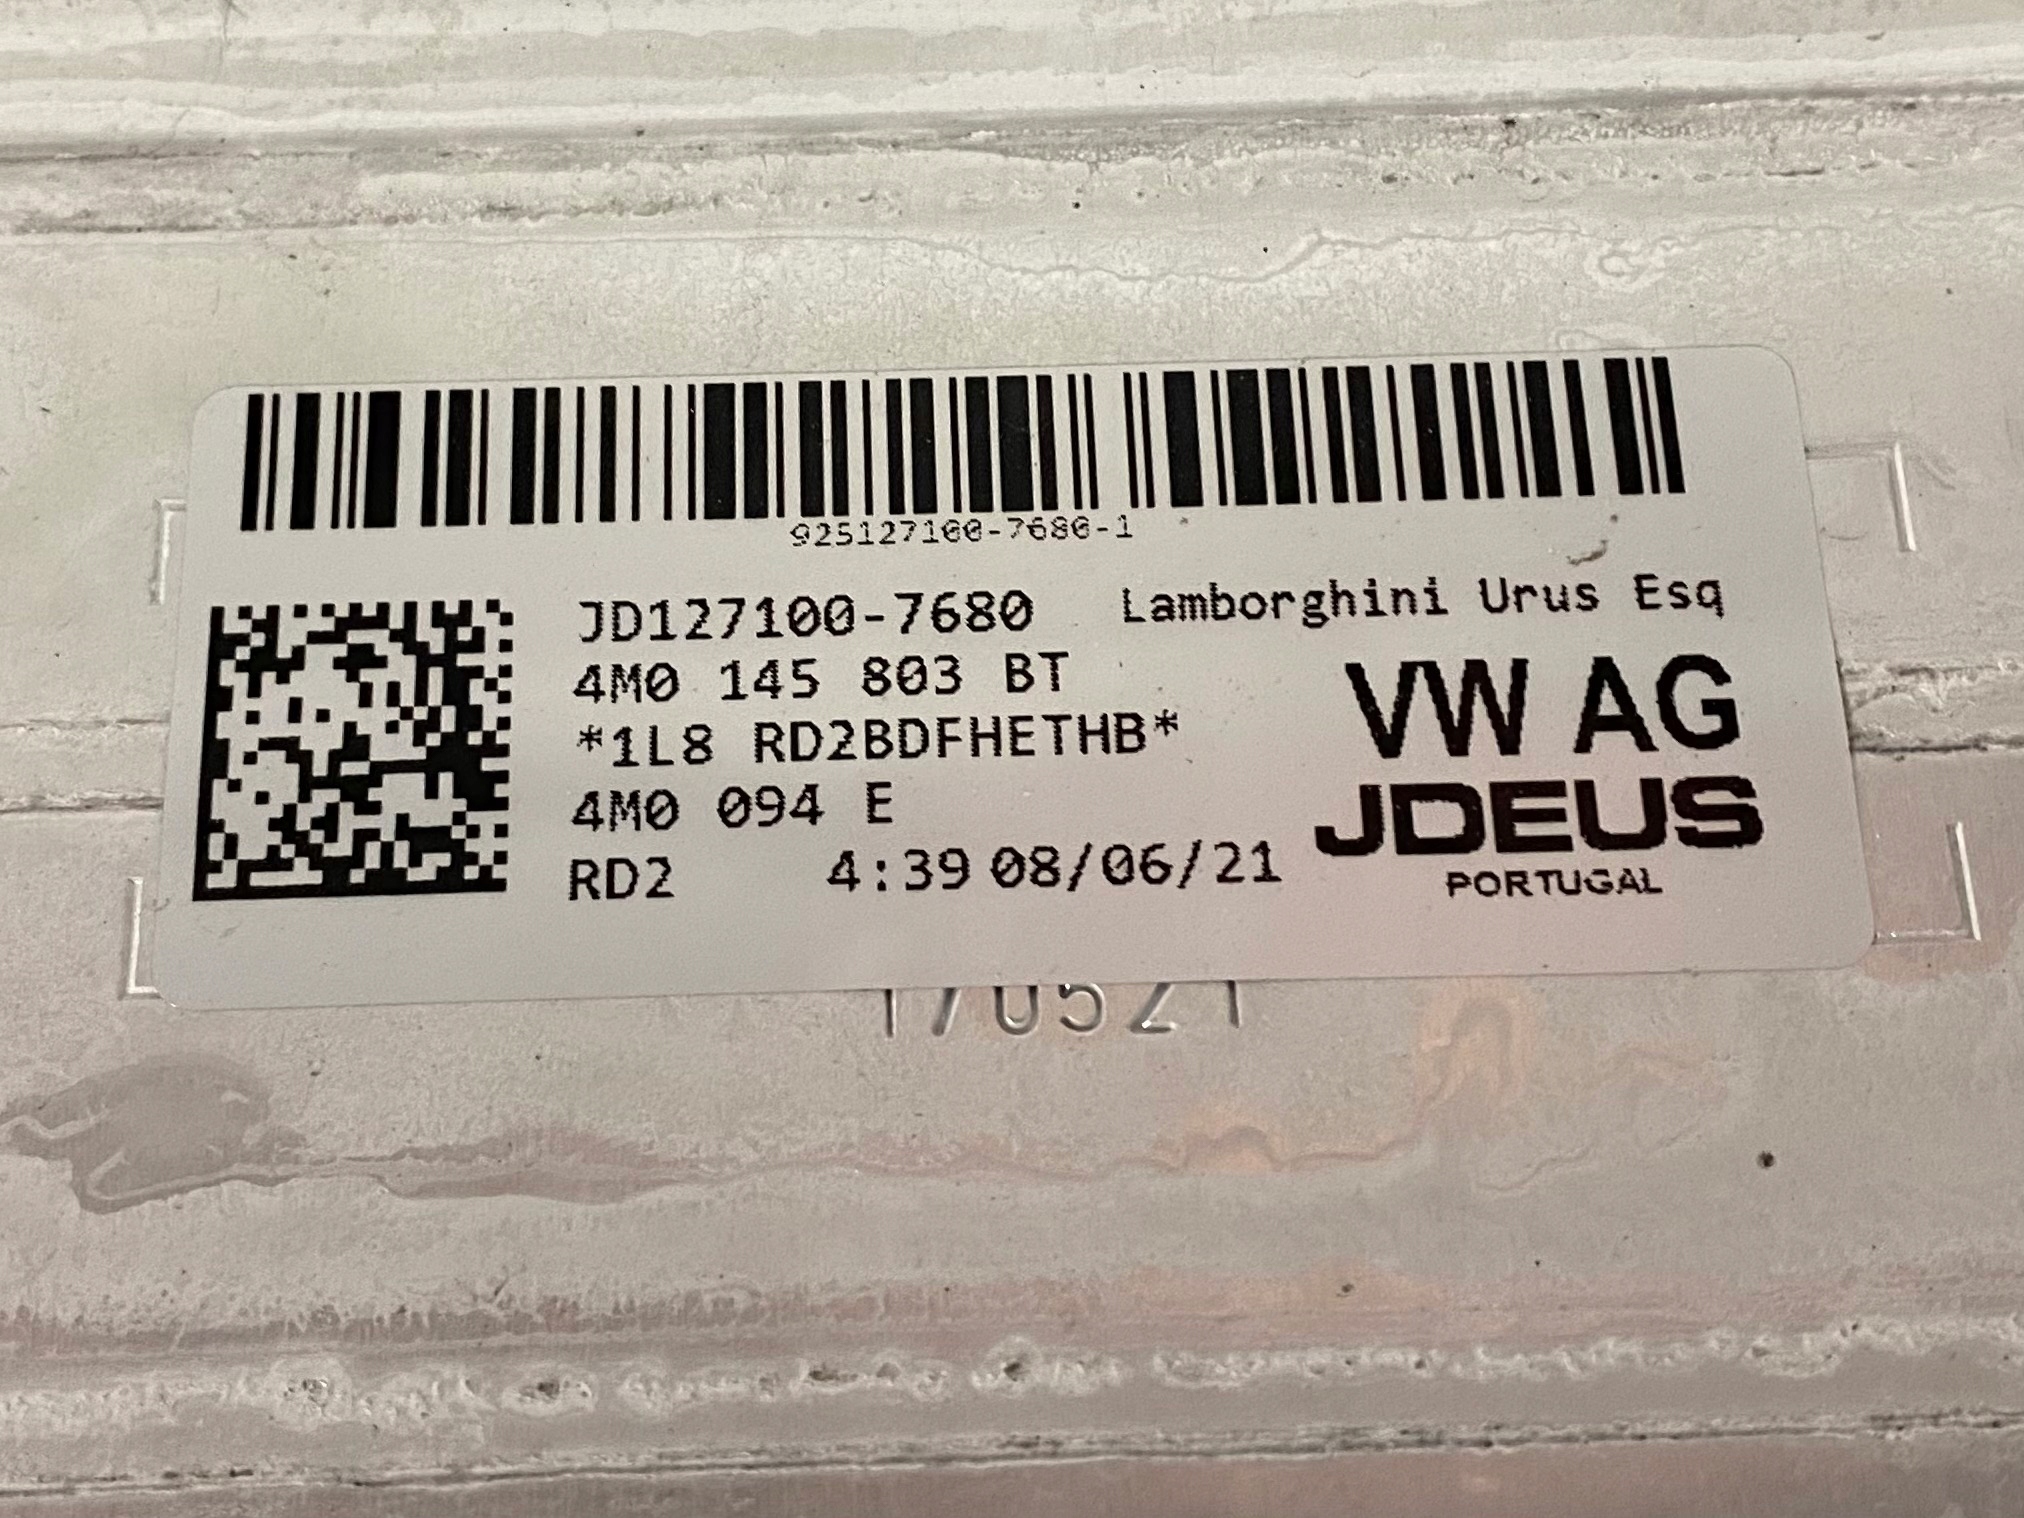 925127100-7680-1
JD127100-7680 Lamborghini Urus Esq
4M0 145 803 BT
*1L8 RD2BDFHETHB*
4M0 094 E
RD2 4:39 08/06/21
VW AG
JDEUS
PORTUGAL
170521